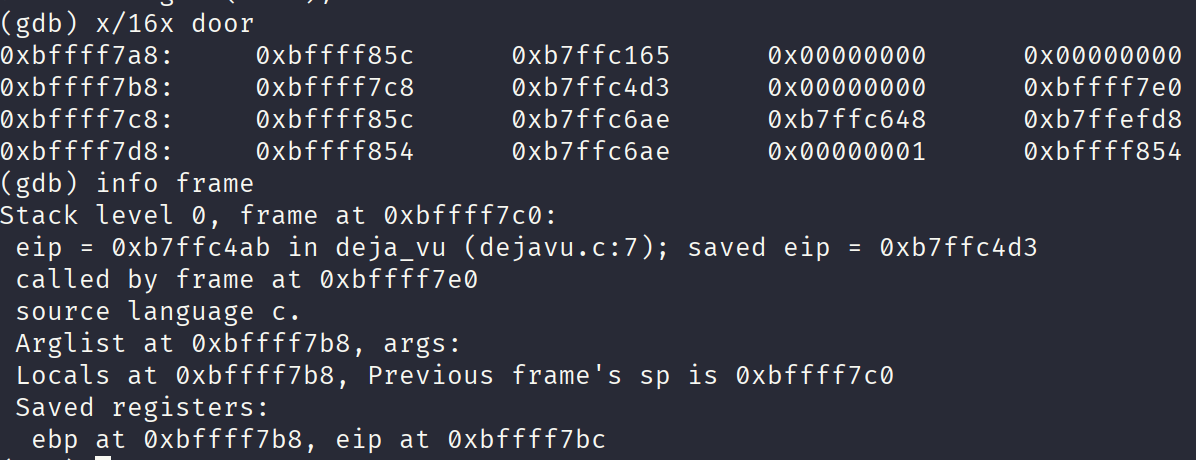 (gdb) x/16x door
0xbffff7a8: 0xbffff85c 0xb7ffc165 0x00000000 0x00000000
0xbffff7b8: 0xbffff7c8 0xb7ffc4d3 0x00000000 0xbffff7e0
0xbffff7c8: 0xbffff85c 0xb7ffc6ae 0xb7ffc648 0xb7ffefd8
0xbffff7d8: 0xbffff854 0xb7ffc6ae 0x00000001 0xbffff854
(gdb) info frame
Stack level 0, frame at 0xbffff7c0:
 eip = 0xb7ffc4ab in deja_vu (dejavu.c:7); saved eip = 0xb7ffc4d3
 called by frame at 0xbffff7e0
 source language c.
 Arglist at 0xbffff7b8, args:
 Locals at 0xbffff7b8, Previous frame's sp is 0xbffff7c0
 Saved registers:
  ebp at 0xbffff7b8, eip at 0xbffff7bc